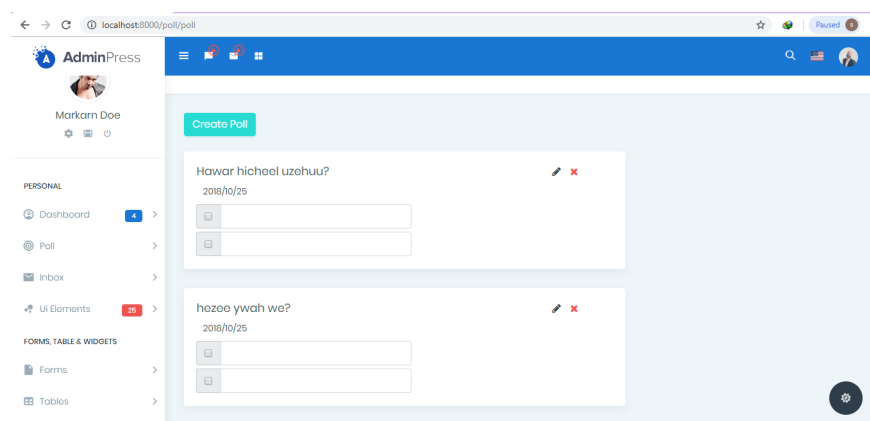 localhost:8000/poll/poll
Paused
s
AdminPress
Markarn Doe
PERSONAL
Dashboard 4
Poll
Inbox
Ui Elements 25
FORMS, TABLE & WIDGETS
Forms
Tables
Create Poll
Hawar hicheel uzehuu?
2018/10/25
hezee ywah we?
2018/10/25